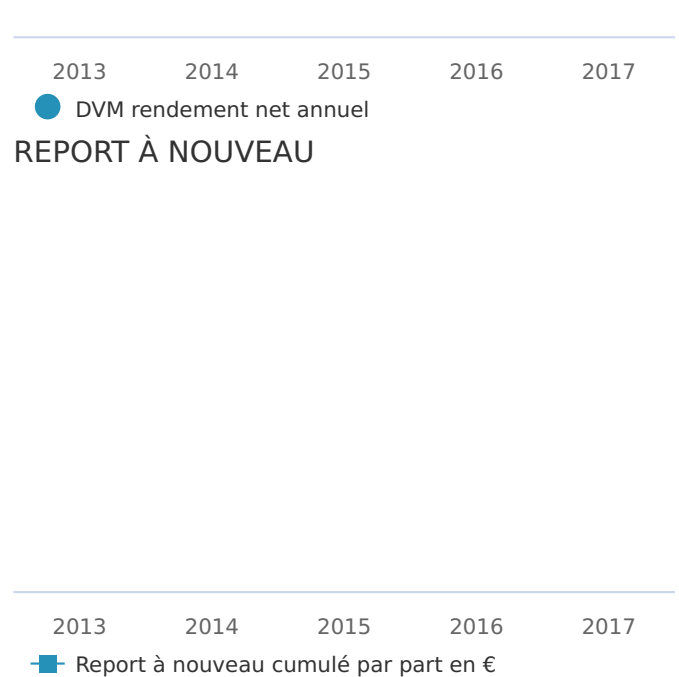 2013 2014 2015 2016 2017
DVM rendement net annuel
REPORT À NOUVEAU
2013 2014 2015 2016 2017
Report à nouveau cumulé par part en €